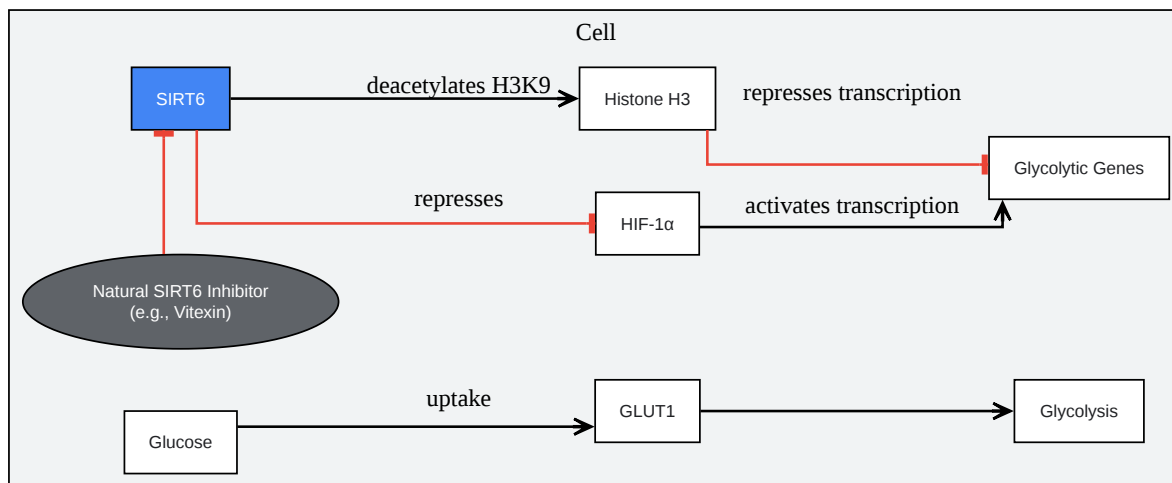 Cell
SIRT6
deacetylates H3K9
Histone H3
represses transcription
Glycolytic Genes
represses
HIF-1α
activates transcription
Natural SIRT6 Inhibitor
(e.g., Vitexin)
Glucose
uptake
GLUT1
Glycolysis